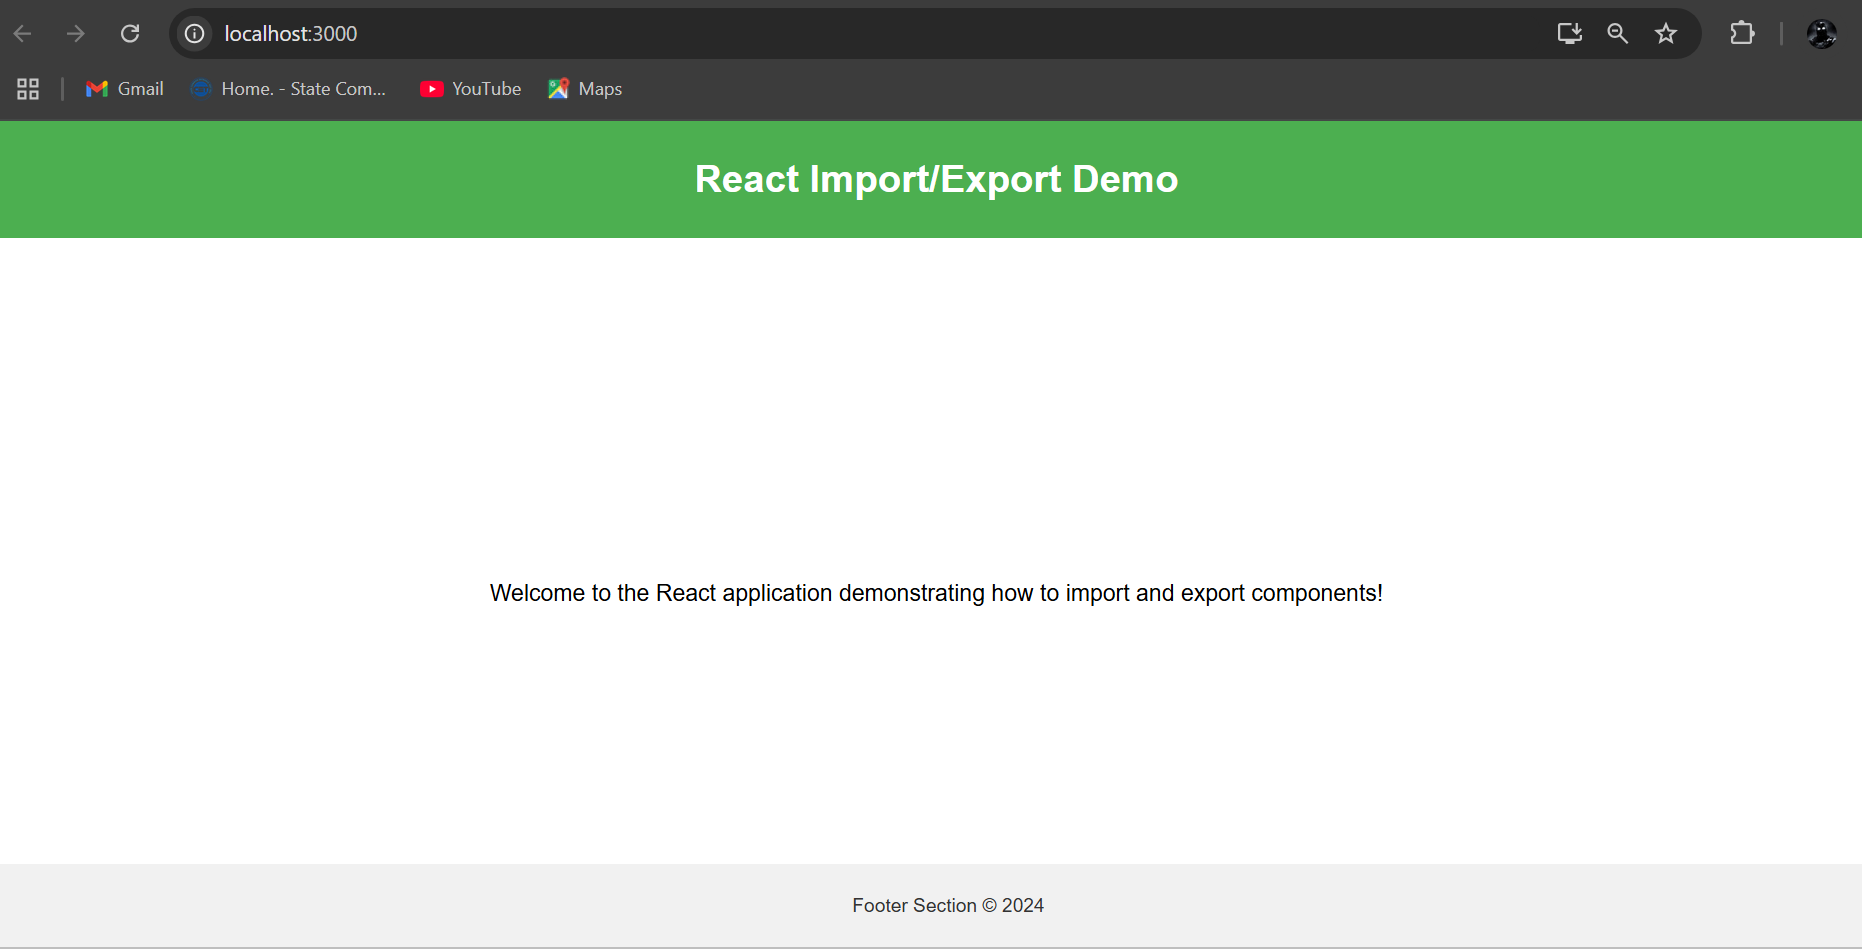 localhost:3000
Gmail Home. - State Com... YouTube Maps
React Import/Export Demo
Welcome to the React application demonstrating how to import and export components!
Footer Section © 2024